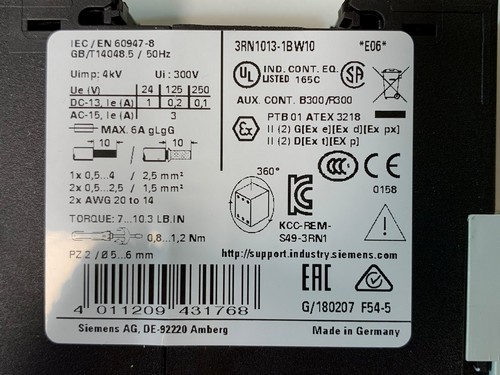 IEC/EN 60947-8
GB/T14048.5 / 50Hz
Uimp: 4kV Ui: 300V
Ue (V) 24 125 250
DC-13, Ie (A) 1 0,2 0,1
AC-15, Ie (A) 3
MAX. 6A gLgG
10 10
1x 0,5...4 / 2,5 mm²
2x 0,5...2,5 / 1,5 mm²
2x AWG 20 to 14
TORQUE: 7...10.3 LB.IN
0,8...1,2 Nm
PZ 2 / Ø5...6 mm
4 011209 431768
Siemens AG, DE-92220 Amberg
3RN1013-1BW10 *E06*
UL IND. CONT. EQ.
LISTED 165C
AUX. CONT. B300/R300
PTB 01 ATEX 3218
II (2) G[Ex e][Ex d][Ex px]
II (2) D[Ex t][Ex p]
360°
CCC CE
0158
KCC-REM-
S49-3RN1
http://support.industry.siemens.com
EAC
G/180207 F54-5
Made in Germany